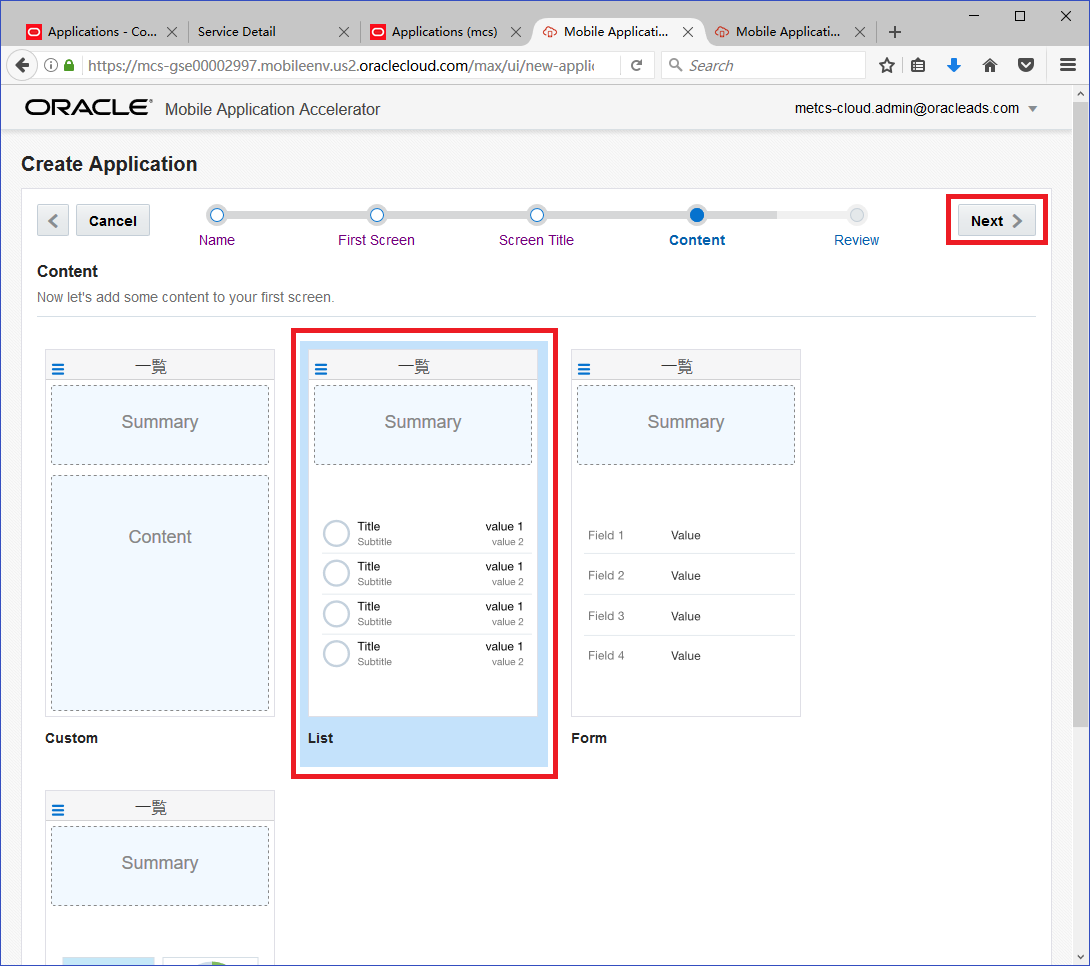 Applications - Co...
Service Detail
Applications (mcs)
Mobile Applicati...
Mobile Applicati...
https://mcs-gse00002997.mobileenv.us2.oraclecloud.com/max/ui/new-applic
Search
ORACLE Mobile Application Accelerator
metcs-cloud.admin@oracleads.com
Create Application
Cancel
Name
First Screen
Screen Title
Content
Review
Next
Content
Now let's add some content to your first screen.
一覧
Summary
Content
Custom
一覧
Summary
Title value 1
Subtitle value 2
Title value 1
Subtitle value 2
Title value 1
Subtitle value 2
Title value 1
Subtitle value 2
List
一覧
Summary
Field 1 Value
Field 2 Value
Field 3 Value
Field 4 Value
Form
一覧
Summary